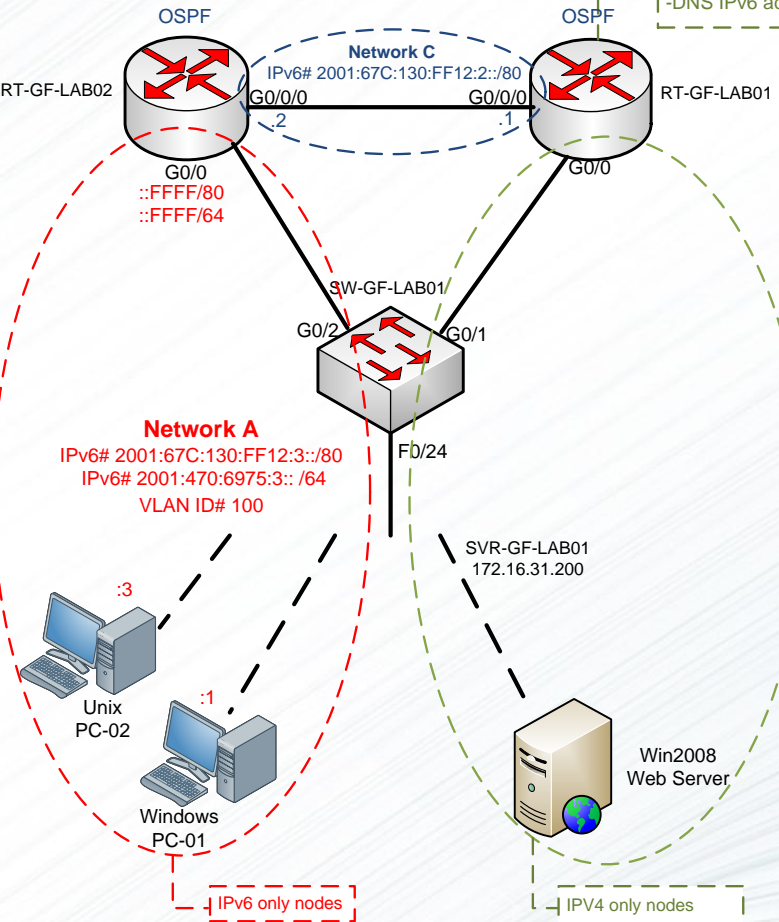 OSPF
OSPF
-DNS IPv6
Network C
IPv6# 2001:67C:130:FF12:2::/80
RT-GF-LAB02
G0/0/0
G0/0/0
RT-GF-LAB01
.2
.1
G0/0
::FFFF/80
::FFFF/64
G0/0
SW-GF-LAB01
G0/2
G0/1
Network A
IPv6# 2001:67C:130:FF12:3::/80
IPv6# 2001:470:6975:3:: /64
VLAN ID# 100
F0/24
SVR-GF-LAB01
172.16.31.200
:3
Unix
PC-02
:1
Windows
PC-01
Win2008
Web Server
IPv6 only nodes
IPV4 only nodes